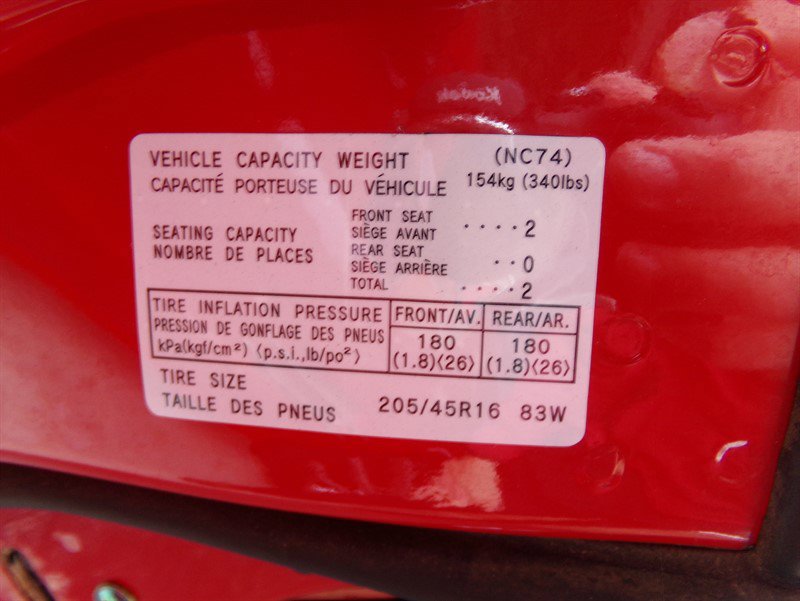 VEHICLE CAPACITY WEIGHT (NC74)
CAPACITÉ PORTEUSE DU VÉHICULE 154kg (340lbs)
SEATING CAPACITY
NOMBRE DE PLACES
FRONT SEAT
SIÈGE AVANT ････2
REAR SEAT
SIÈGE ARRIÈRE ･･0
TOTAL ････2
TIRE INFLATION PRESSURE FRONT/AV. REAR/AR.
PRESSION DE GONFLAGE DES PNEUS
kPa(kgf/cm²) ⟨p.s.i.,lb/po²⟩
180 180
(1.8)⟨26⟩ (1.8)⟨26⟩
TIRE SIZE
TAILLE DES PNEUS 205/45R16 83W
Kodak